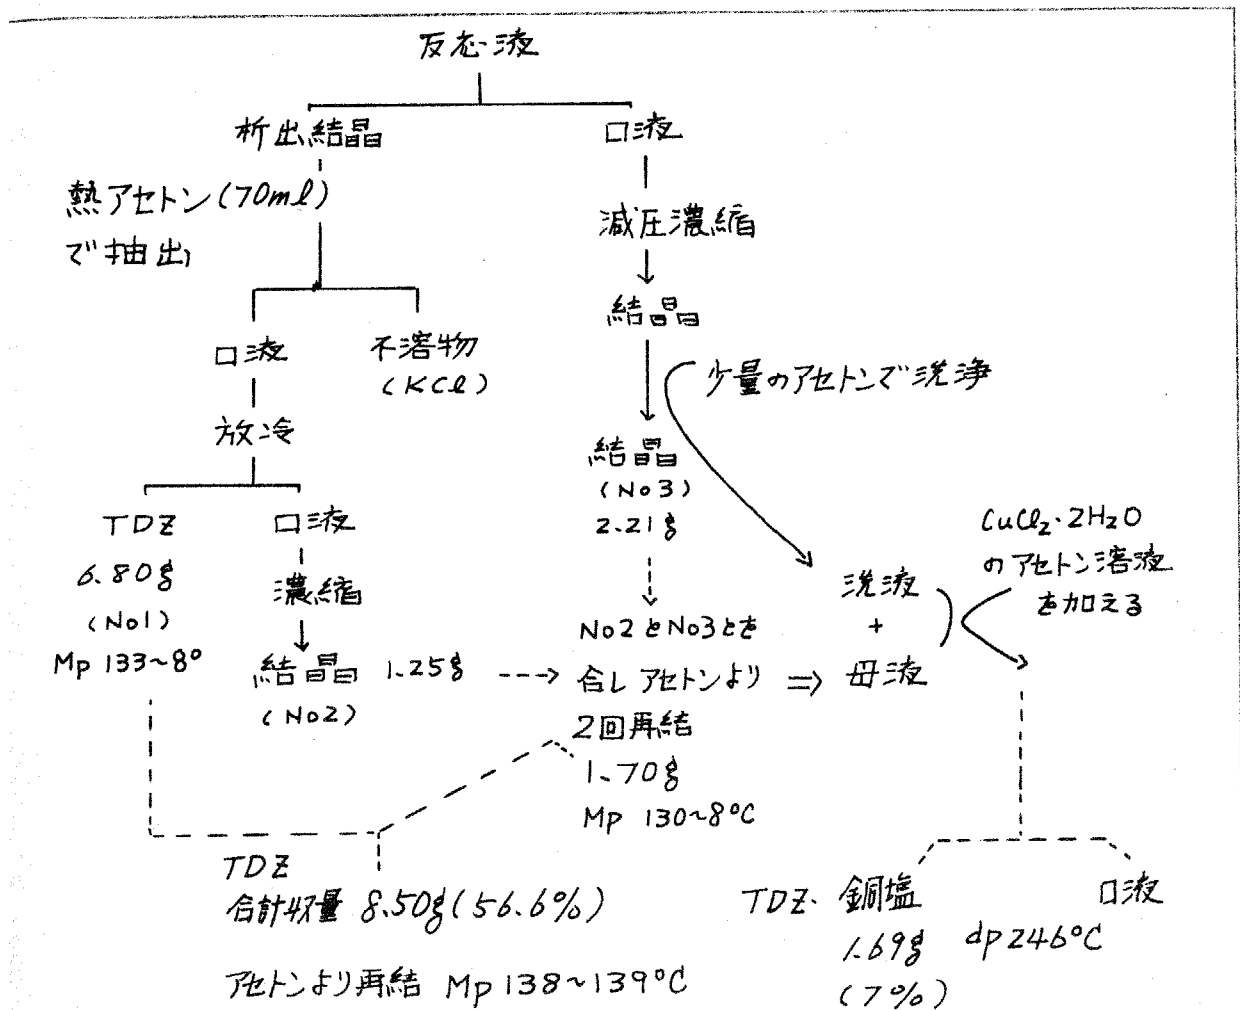 反応液
析出結晶
口液
熱アセトン(70ml)
で抽出
減圧濃縮
結晶
口液
不溶物
(KCl)
少量のアセトンで洗浄
放冷
結晶
(No3)
2.21g
TDZ
6.80g
(No1)
Mp 133~8°
口液
濃縮
結晶 1.25g
(No2)
No2とNo3とを
合し アセトンより
2回再結
1.70g
Mp 130~8°C
洗液
+
母液
CuCl₂·2H₂O
のアセトン溶液
を加える
TDZ
合計収量 8.50g(56.6%)
アセトンより再結 Mp 138~139°C
TDZ· 銅塩
1.69g dp 246°C
(7%)
口液